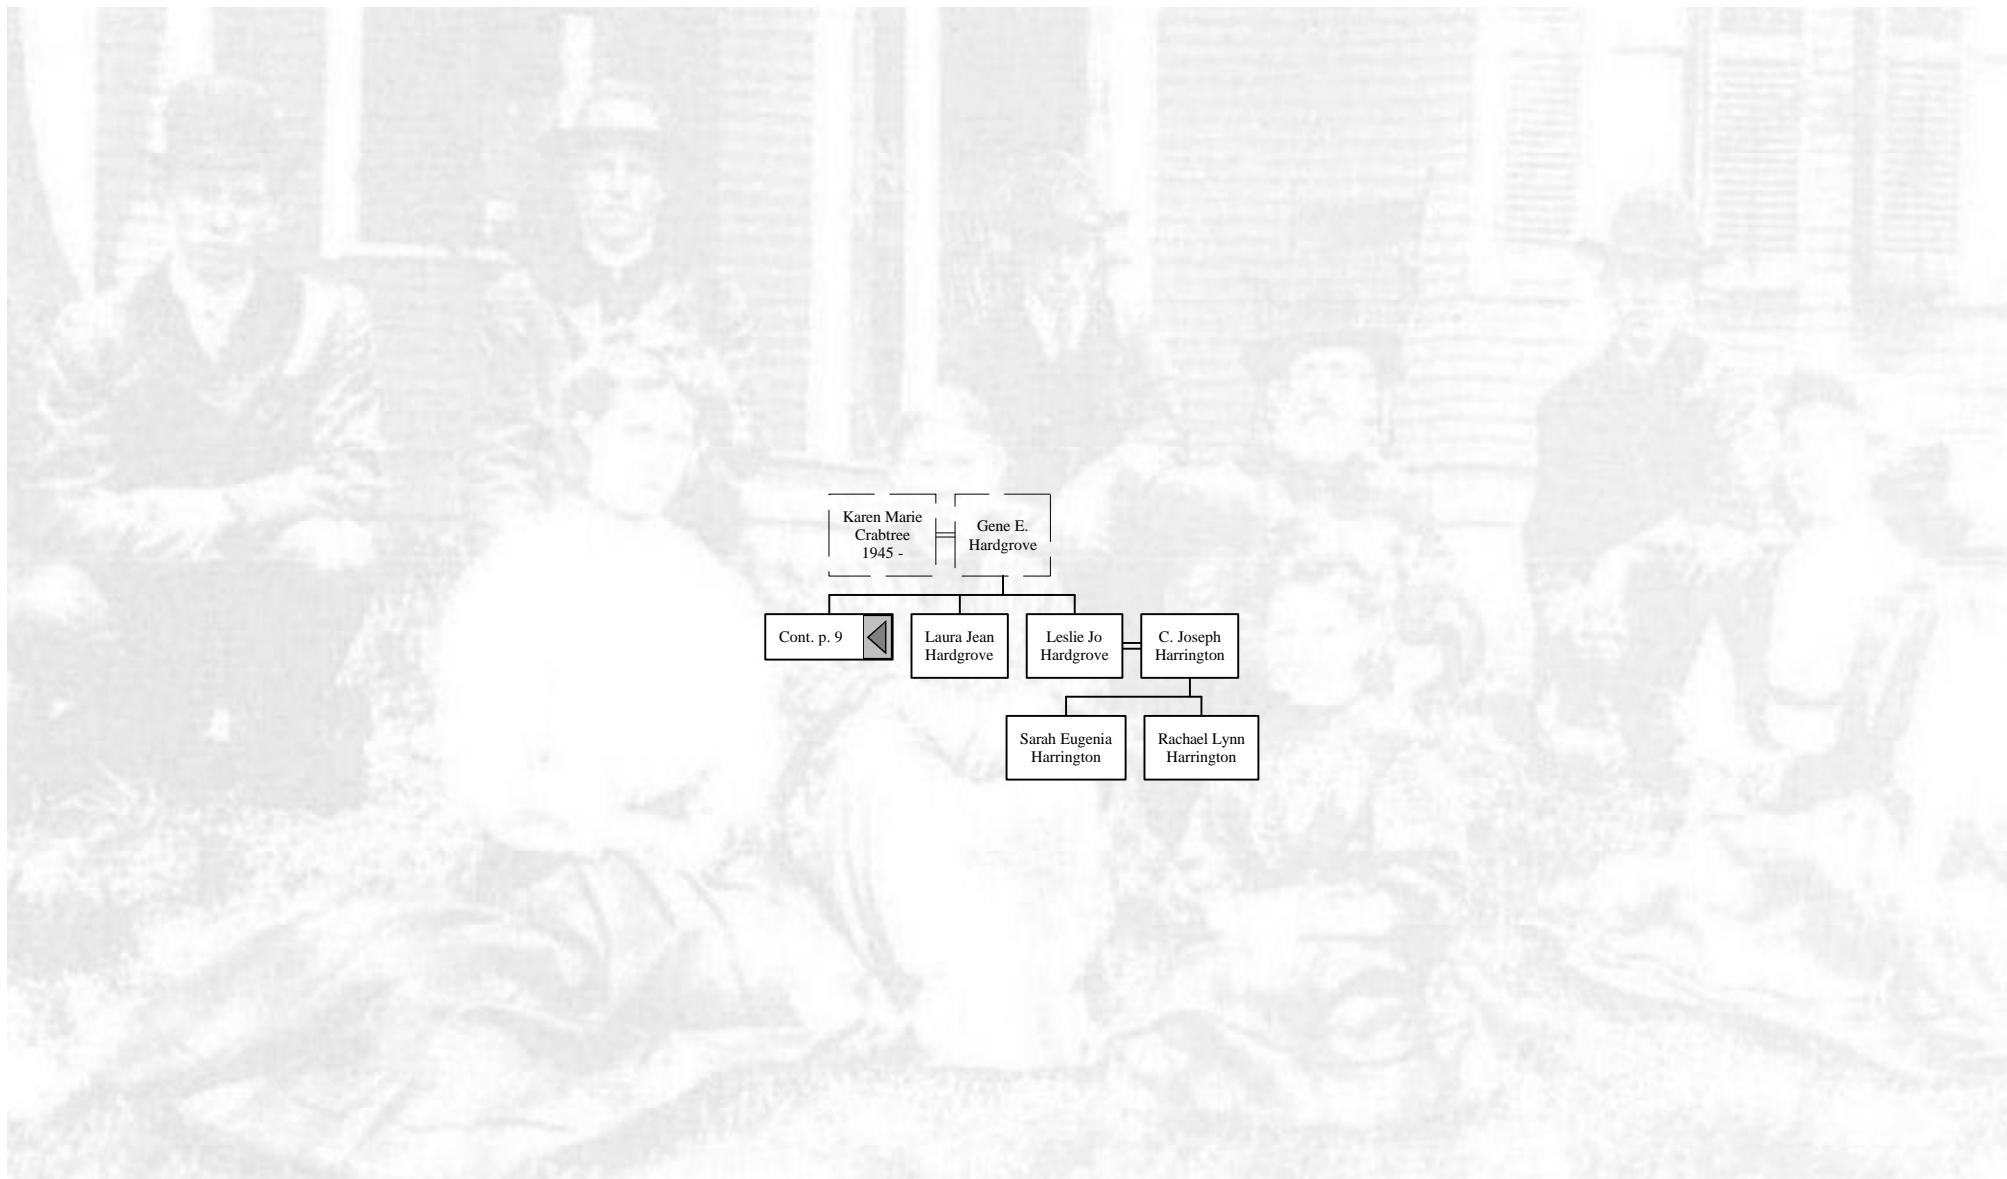 Karen Marie
Crabtree
1945 -
Gene E.
Hardgrove
Cont. p. 9
Laura Jean
Hardgrove
Leslie Jo
Hardgrove
C. Joseph
Harrington
Sarah Eugenia
Harrington
Rachael Lynn
Harrington